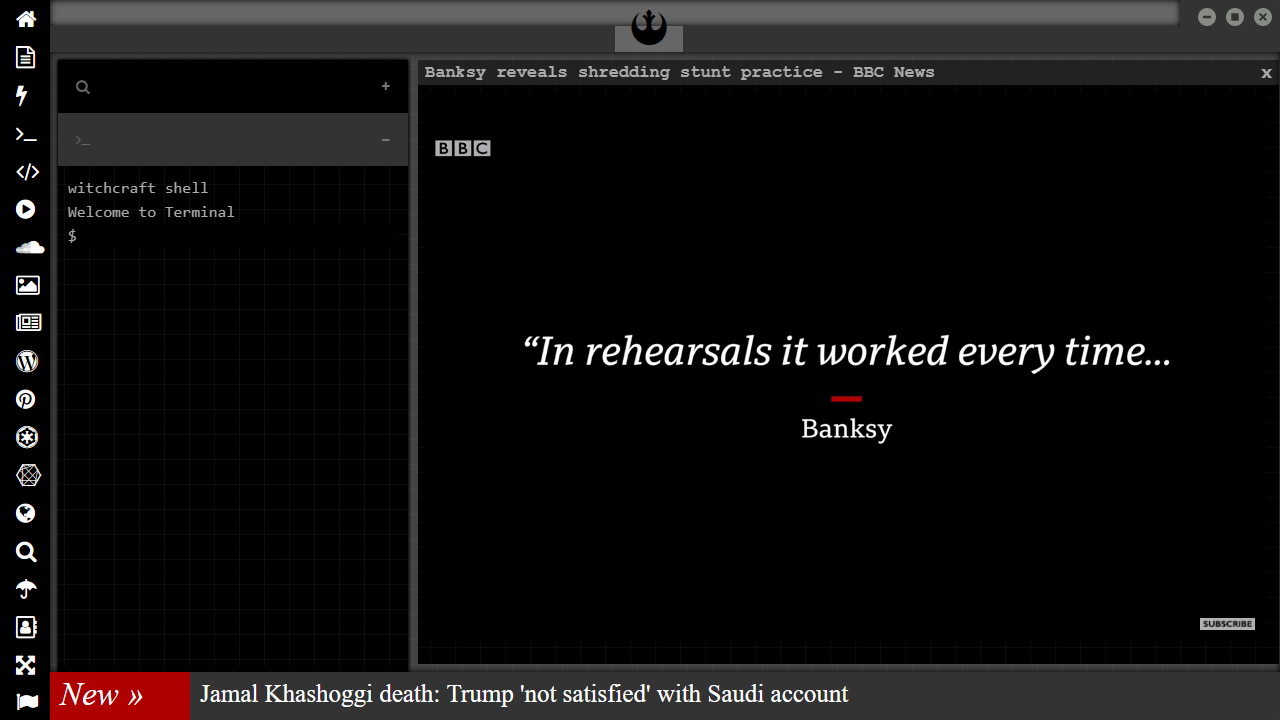 Banksy reveals shredding stunt practice - BBC News
x
+
>_
−
witchcraft shell
Welcome to Terminal
$
BBC
“In rehearsals it worked every time...
Banksy
SUBSCRIBE
New » Jamal Khashoggi death: Trump 'not satisfied' with Saudi account